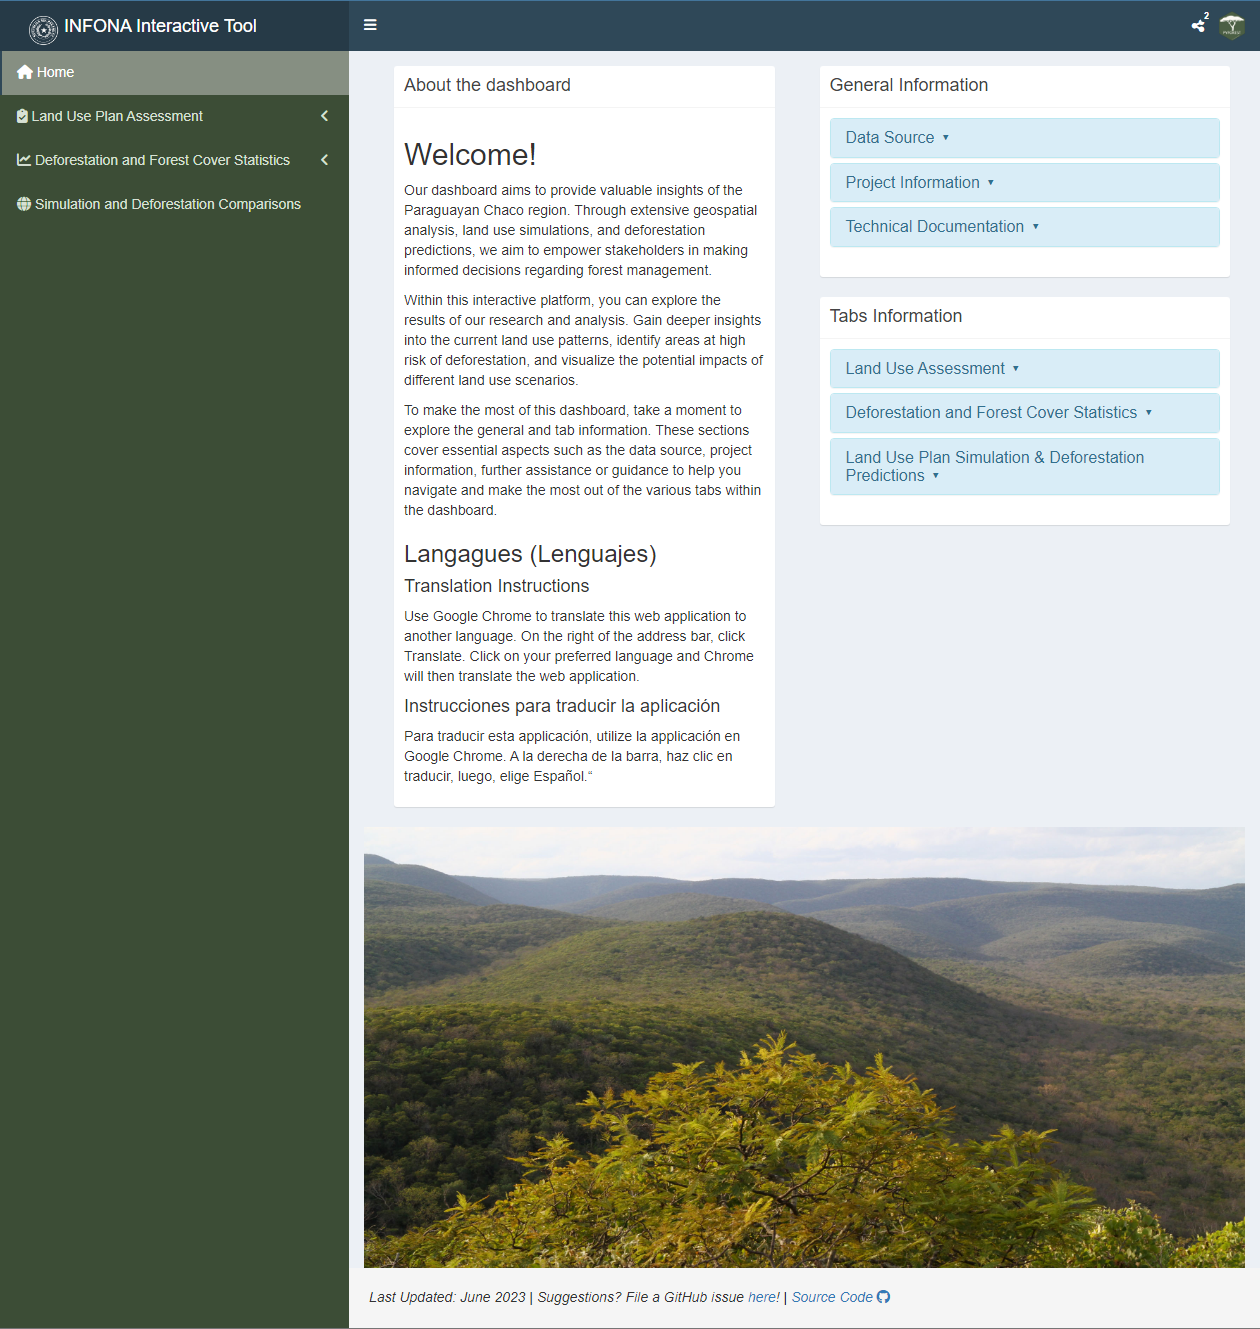 INFONA Interactive Tool
2
Home
Land Use Plan Assessment
Deforestation and Forest Cover Statistics
Simulation and Deforestation Comparisons
About the dashboard
Welcome!
Our dashboard aims to provide valuable insights of the
Paraguayan Chaco region. Through extensive geospatial
analysis, land use simulations, and deforestation
predictions, we aim to empower stakeholders in making
informed decisions regarding forest management.
Within this interactive platform, you can explore the
results of our research and analysis. Gain deeper insights
into the current land use patterns, identify areas at high
risk of deforestation, and visualize the potential impacts of
different land use scenarios.
To make the most of this dashboard, take a moment to
explore the general and tab information. These sections
cover essential aspects such as the data source, project
information, further assistance or guidance to help you
navigate and make the most out of the various tabs within
the dashboard.
Langagues (Lenguajes)
Translation Instructions
Use Google Chrome to translate this web application to
another language. On the right of the address bar, click
Translate. Click on your preferred language and Chrome
will then translate the web application.
Instrucciones para traducir la aplicación
Para traducir esta applicación, utilize la applicación en
Google Chrome. A la derecha de la barra, haz clic en
traducir, luego, elige Español.“
General Information
Data Source
Project Information
Technical Documentation
Tabs Information
Land Use Assessment
Deforestation and Forest Cover Statistics
Land Use Plan Simulation & Deforestation
Predictions
Last Updated: June 2023 | Suggestions? File a GitHub issue here! | Source Code